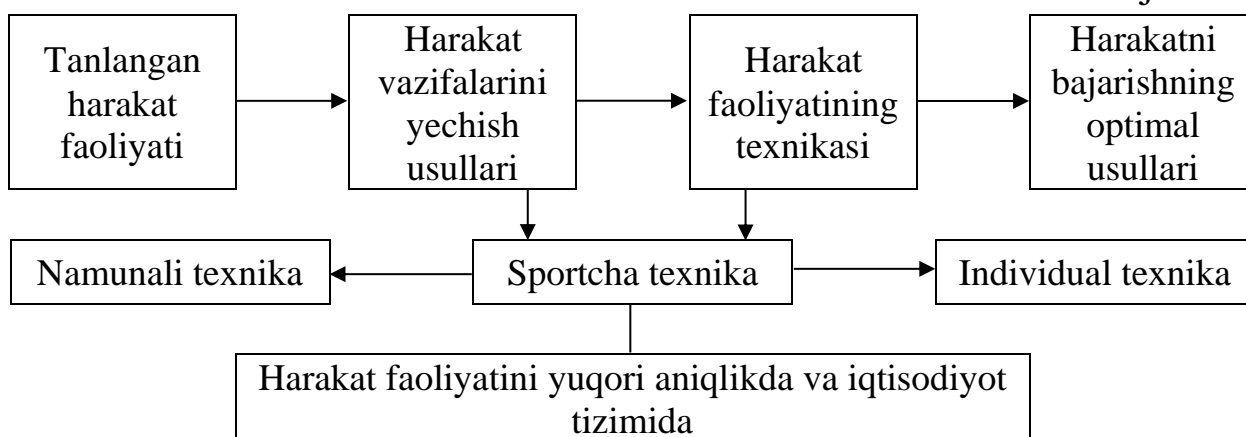 Tanlangan
harakat
faoliyati
Harakat
vazifalarini
yechish
usullari
Harakat
faoliyatining
texnikasi
Harakatni
bajarishning
optimal
usullari
Namunali texnika
Sportcha texnika
Individual texnika
Harakat faoliyatini yuqori aniqlikda va iqtisodiyot
tizimida